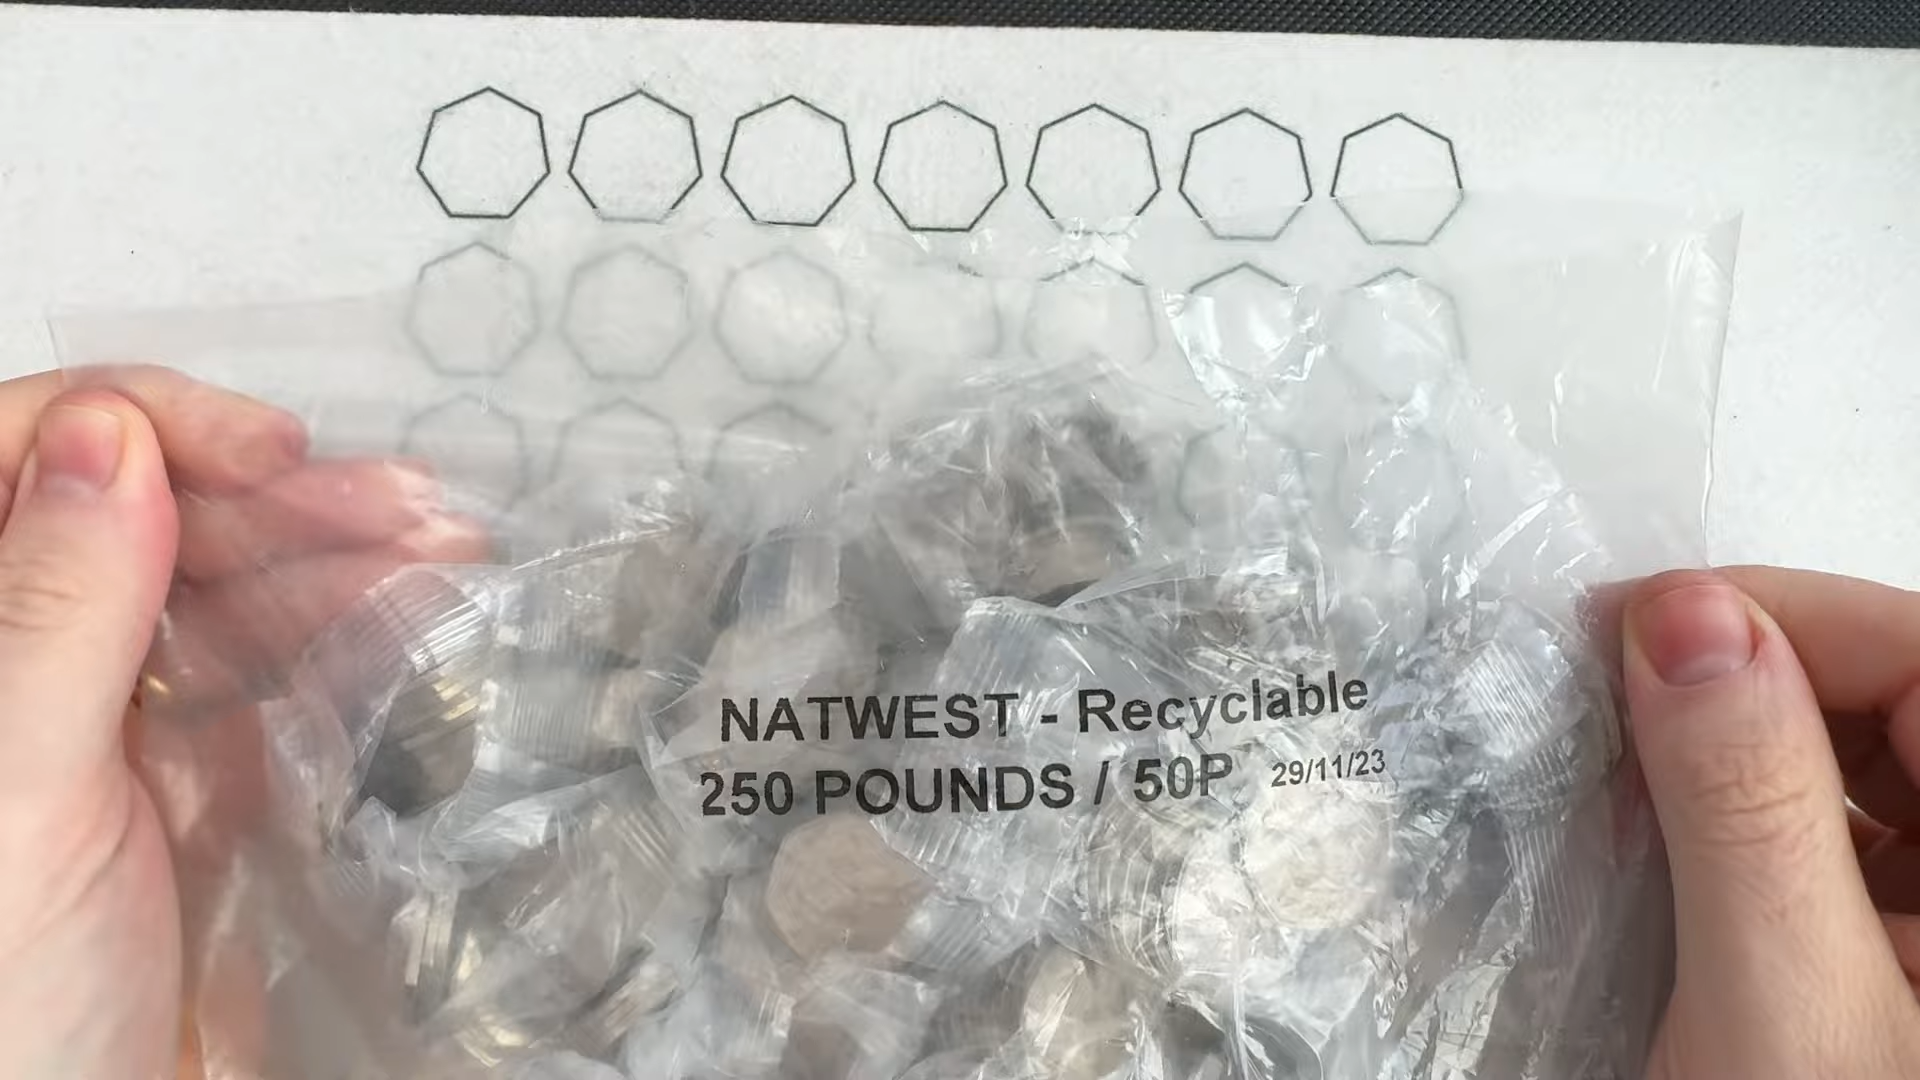 NATWEST - Recyclable
250 POUNDS / 50P 29/11/23